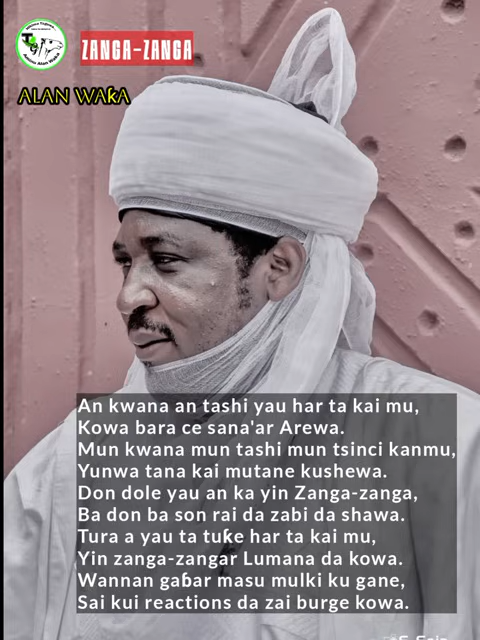 ZANGA-ZANGA
ALAN WAƙA
An kwana an tashi yau har ta kai mu,
Kowa bara ce sana'ar Arewa.
Mun kwana mun tashi mun tsinci kanmu,
Yunwa tana kai mutane kushewa.
Don dole yau an ka yin Zanga-zanga,
Ba don ba son rai da zabi da shawa.
Tura a yau ta tuƙe har ta kai mu,
Yin zanga-zangar Lumana da kowa.
Wannan gaɓar masu mulki ku gane,
Sai kui reactions da zai burge kowa.